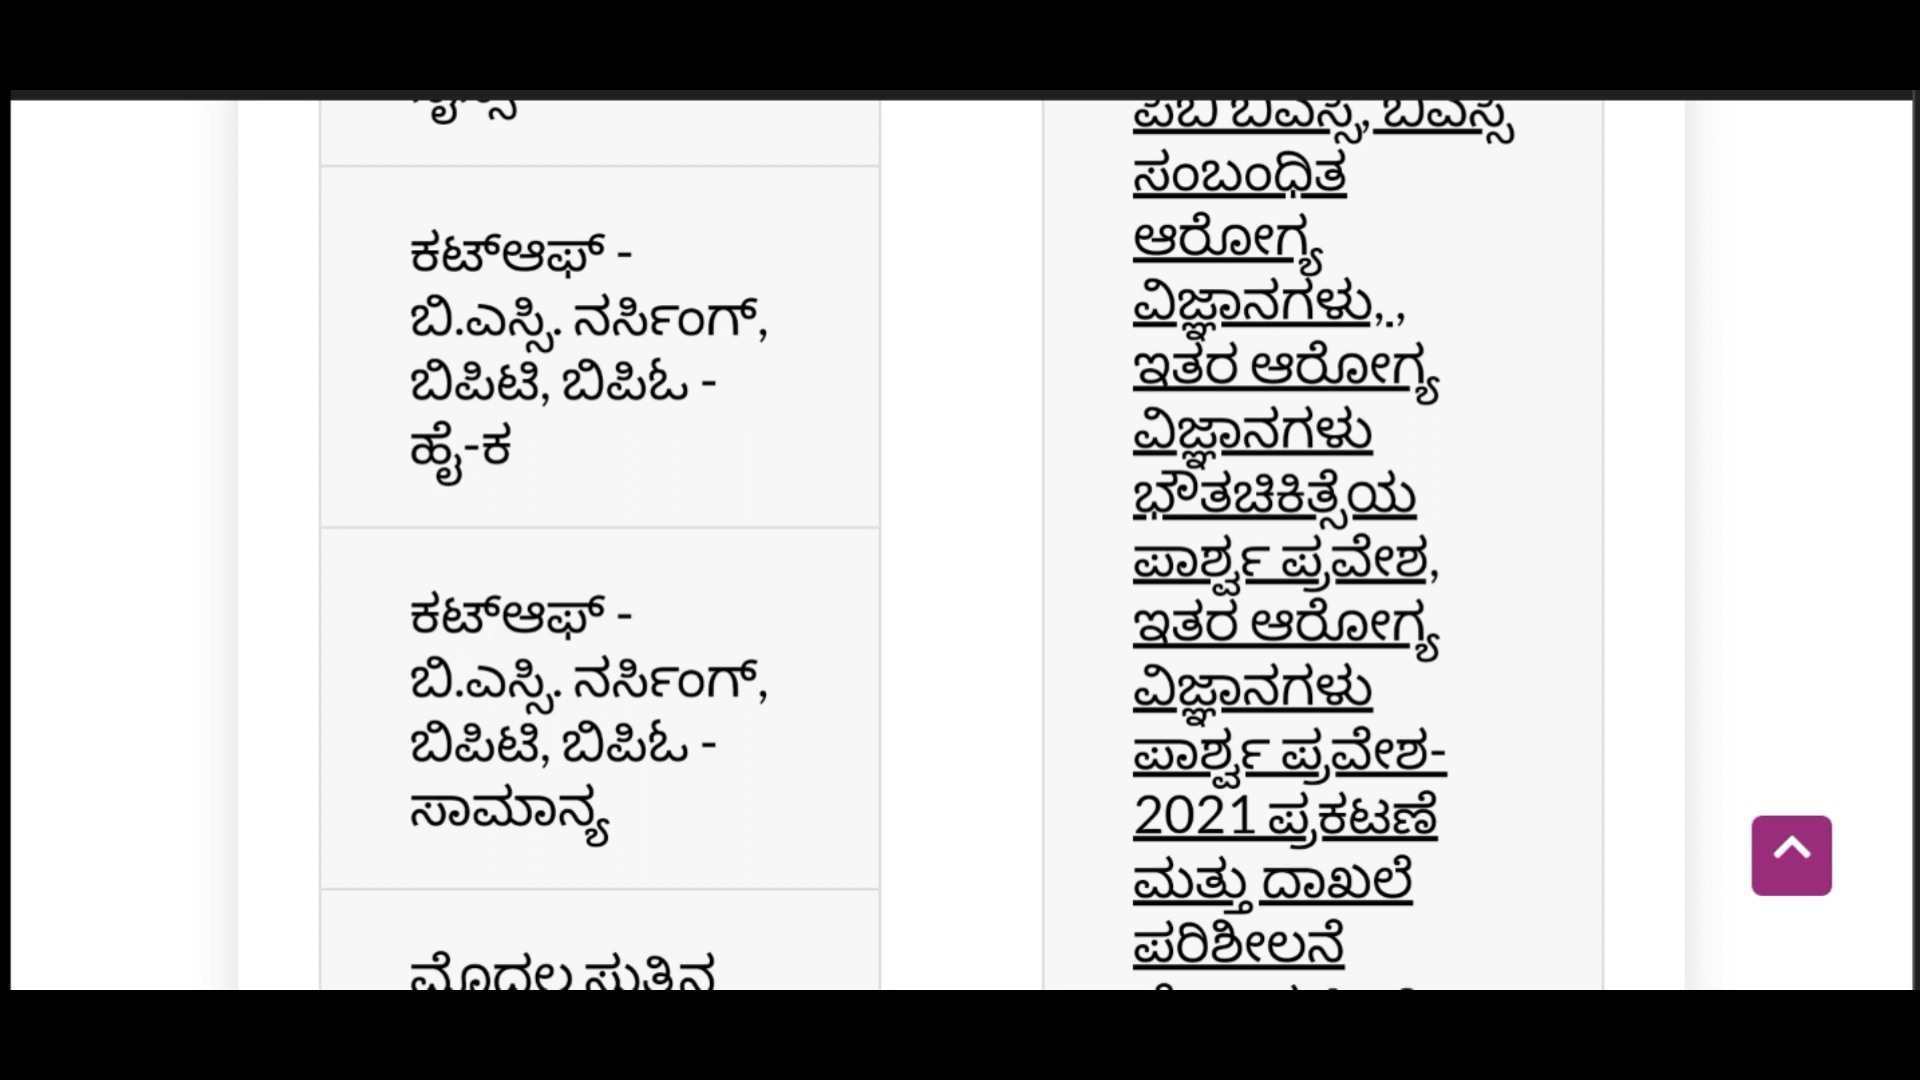 ಕಟ್‌ಆಫ್ -
ಬಿ.ಎಸ್ಸಿ. ನರ್ಸಿಂಗ್,
ಬಿಪಿಟಿ, ಬಿಪಿಓ -
ಹೈ-ಕ
ಕಟ್‌ಆಫ್ -
ಬಿ.ಎಸ್ಸಿ. ನರ್ಸಿಂಗ್,
ಬಿಪಿಟಿ, ಬಿಪಿಓ -
ಸಾಮಾನ್ಯ
ಮೊದಲ ಸುತ್ತಿನ
ಸಂಬಂಧಿತ
ಆರೋಗ್ಯ
ವಿಜ್ಞಾನಗಳು,.,
ಇತರ ಆರೋಗ್ಯ
ವಿಜ್ಞಾನಗಳು
ಭೌತಚಿಕಿತ್ಸೆಯ
ಪಾರ್ಶ್ವ ಪ್ರವೇಶ,
ಇತರ ಆರೋಗ್ಯ
ವಿಜ್ಞಾನಗಳು
ಪಾರ್ಶ್ವ ಪ್ರವೇಶ-
2021 ಪ್ರಕಟಣೆ
ಮತ್ತು ದಾಖಲೆ
ಪರಿಶೀಲನೆ